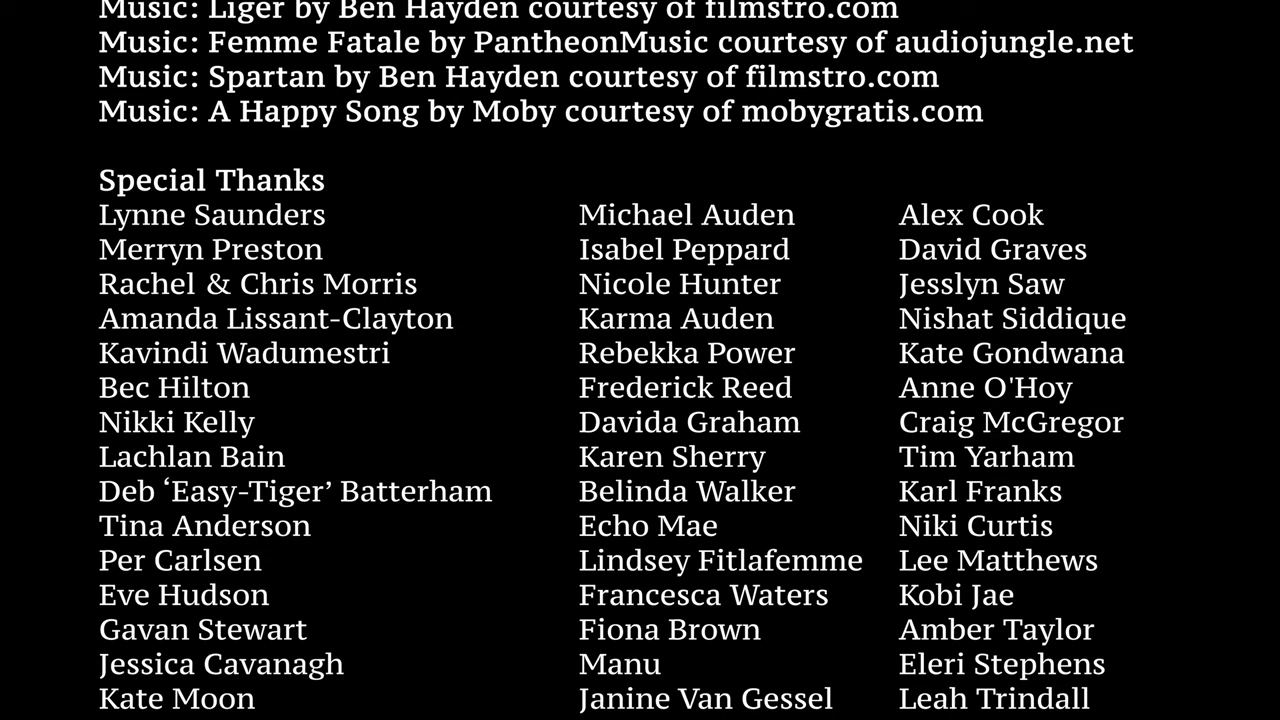 Music: Liger by Ben Hayden courtesy of filmstro.com
Music: Femme Fatale by PantheonMusic courtesy of audiojungle.net
Music: Spartan by Ben Hayden courtesy of filmstro.com
Music: A Happy Song by Moby courtesy of mobygratis.com
Special Thanks
Lynne Saunders Michael Auden Alex Cook
Merryn Preston Isabel Peppard David Graves
Rachel & Chris Morris Nicole Hunter Jesslyn Saw
Amanda Lissant-Clayton Karma Auden Nishat Siddique
Kavindi Wadumestri Rebekka Power Kate Gondwana
Bec Hilton Frederick Reed Anne O'Hoy
Nikki Kelly Davida Graham Craig McGregor
Lachlan Bain Karen Sherry Tim Yarham
Deb ‘Easy-Tiger’ Batterham Belinda Walker Karl Franks
Tina Anderson Echo Mae Niki Curtis
Per Carlsen Lindsey Fitlafemme Lee Matthews
Eve Hudson Francesca Waters Kobi Jae
Gavan Stewart Fiona Brown Amber Taylor
Jessica Cavanagh Manu Eleri Stephens
Kate Moon Janine Van Gessel Leah Trindall